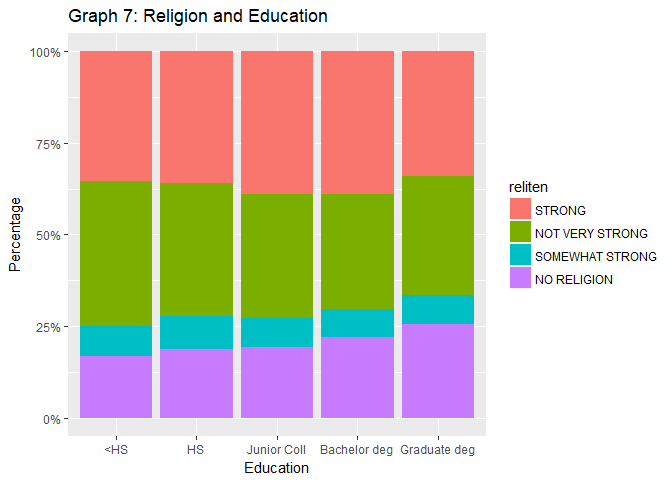 Graph 7: Religion and Education
100%
75%
50%
25%
0%
Percentage
<HS
HS
Junior Coll
Bachelor deg
Graduate deg
Education
reliten
STRONG
NOT VERY STRONG
SOMEWHAT STRONG
NO RELIGION